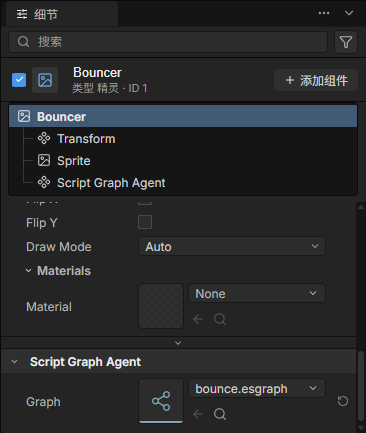 细节
搜索
Bouncer
类型 精灵 · ID 1
+ 添加组件
Bouncer
Transform
Sprite
Script Graph Agent
Flip Y
Draw Mode
Auto
Materials
Material
None
Script Graph Agent
Graph
bounce.esgraph